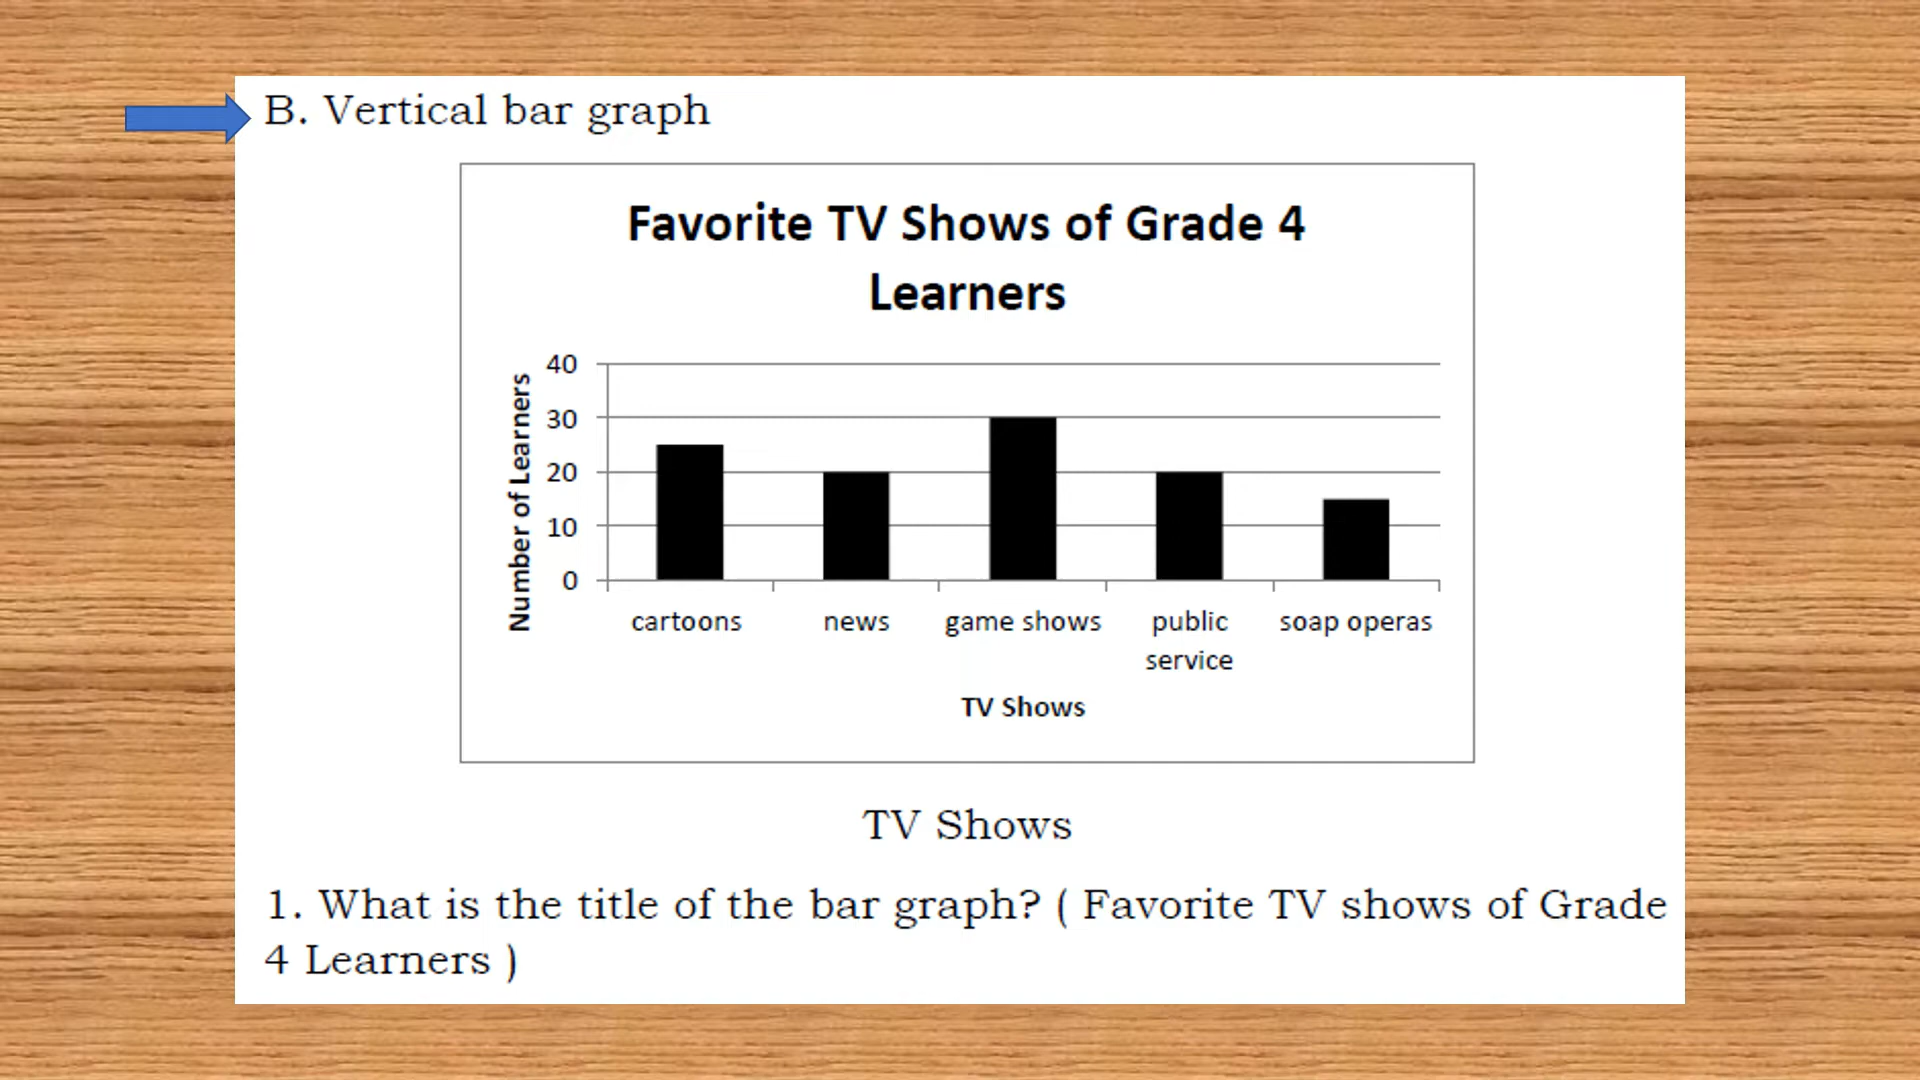 B. Vertical bar graph
Favorite TV Shows of Grade 4
Learners
Number of Learners
40
30
20
10
0
cartoons
news
game shows
public
service
soap operas
TV Shows
TV Shows
1. What is the title of the bar graph? ( Favorite TV shows of Grade
4 Learners )